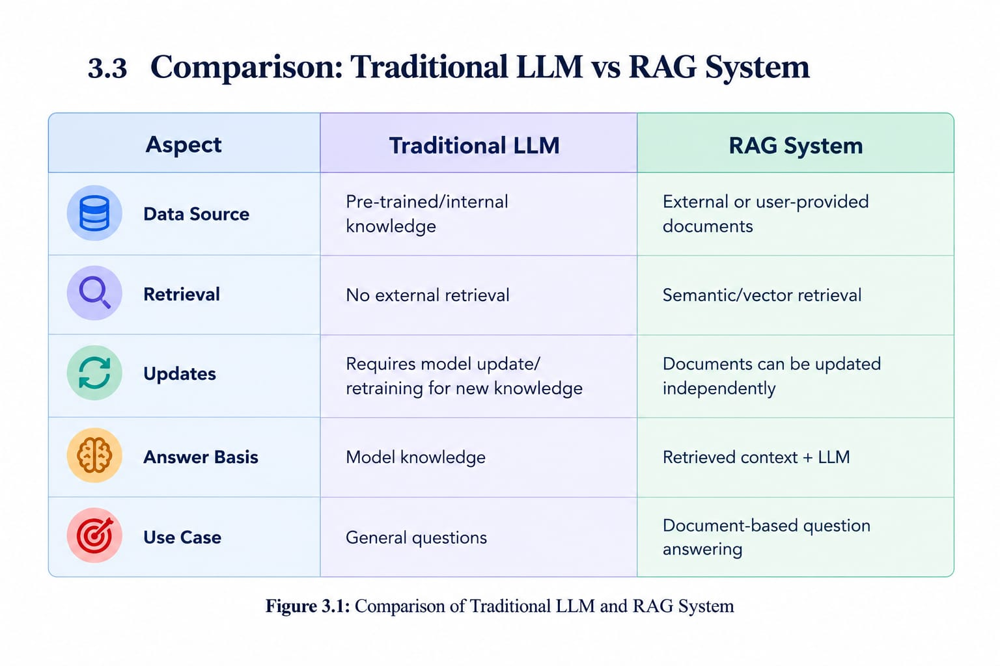 3.3 Comparison: Traditional LLM vs RAG System
Aspect
Traditional LLM
RAG System
Data Source
Pre-trained/internal
knowledge
External or user-provided
documents
Retrieval
No external retrieval
Semantic/vector retrieval
Updates
Requires model update/
retraining for new knowledge
Documents can be updated
independently
Answer Basis
Model knowledge
Retrieved context + LLM
Use Case
General questions
Document-based question
answering
Figure 3.1: Comparison of Traditional LLM and RAG System